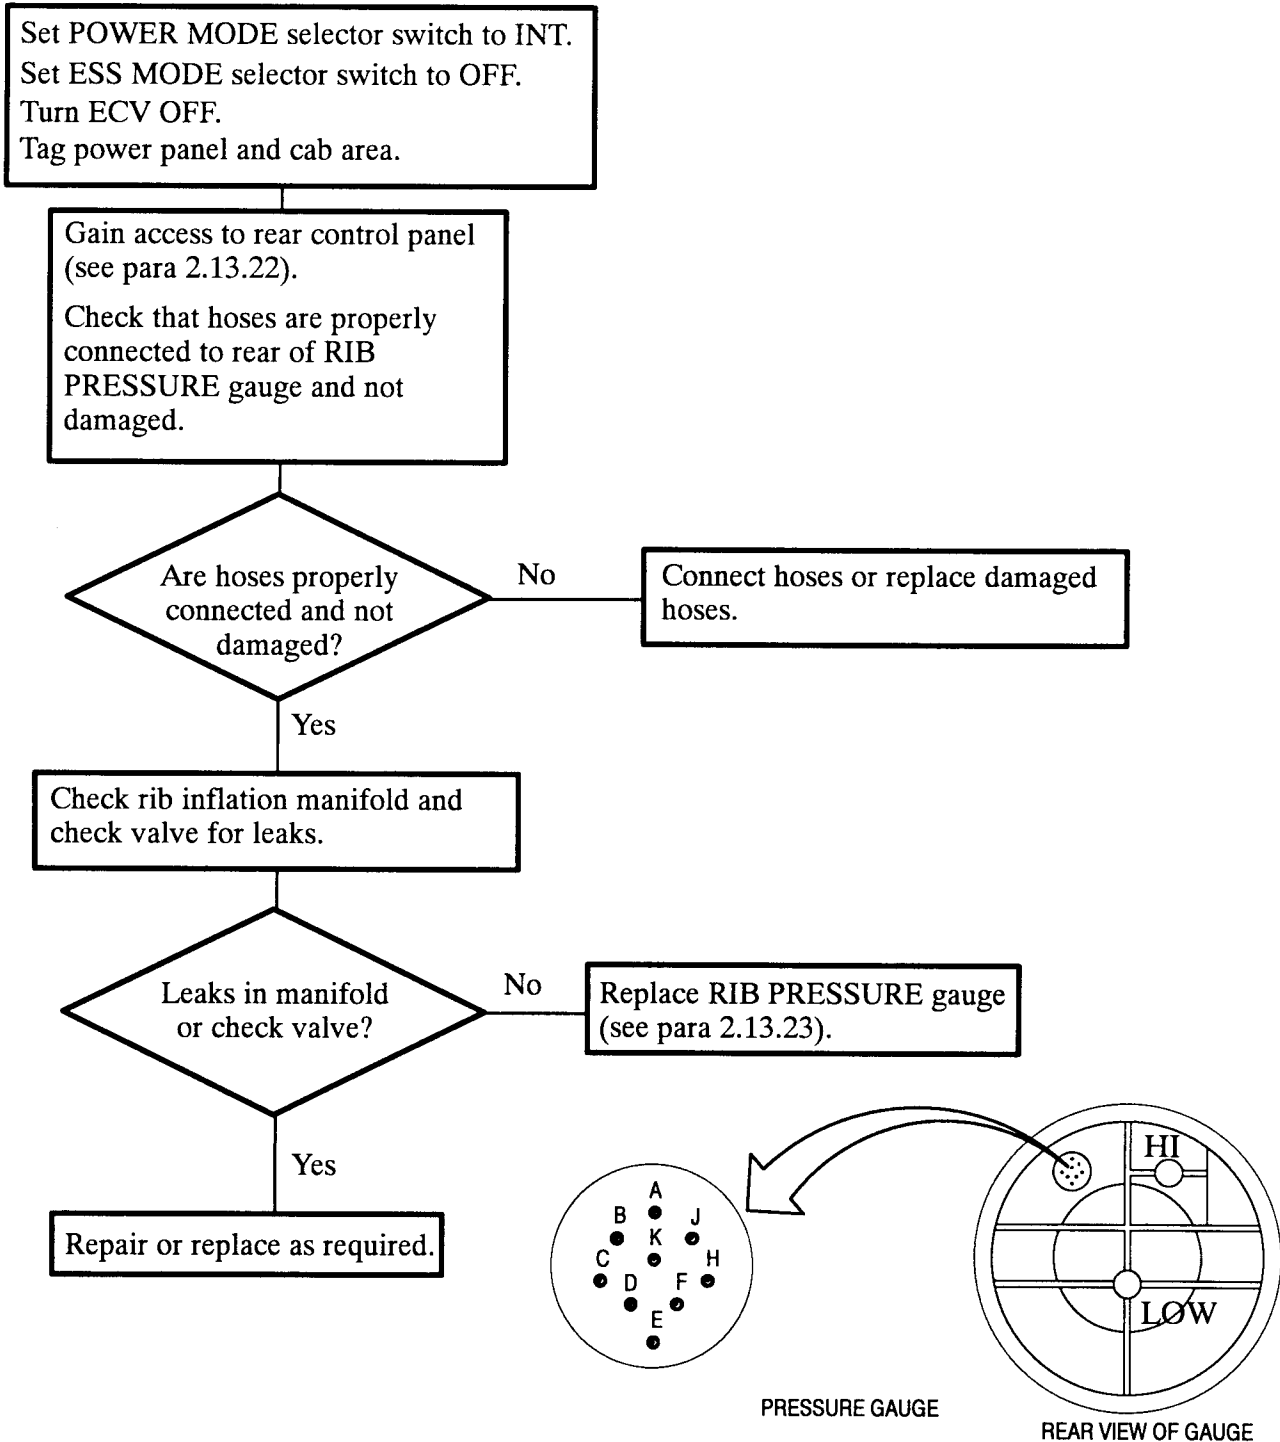 Set POWER MODE selector switch to INT.
Set ESS MODE selector switch to OFF.
Turn ECV OFF.
Tag power panel and cab area.
Gain access to rear control panel
(see para 2.13.22).
Check that hoses are properly
connected to rear of RIB
PRESSURE gauge and not
damaged.
Are hoses properly
connected and not
damaged?
No
Connect hoses or replace damaged
hoses.
Yes
Check rib inflation manifold and
check valve for leaks.
Leaks in manifold
or check valve?
No
Replace RIB PRESSURE gauge
(see para 2.13.23).
Yes
Repair or replace as required.
A
B
J
K
C
H
D
F
E
HI
LOW
PRESSURE GAUGE
REAR VIEW OF GAUGE